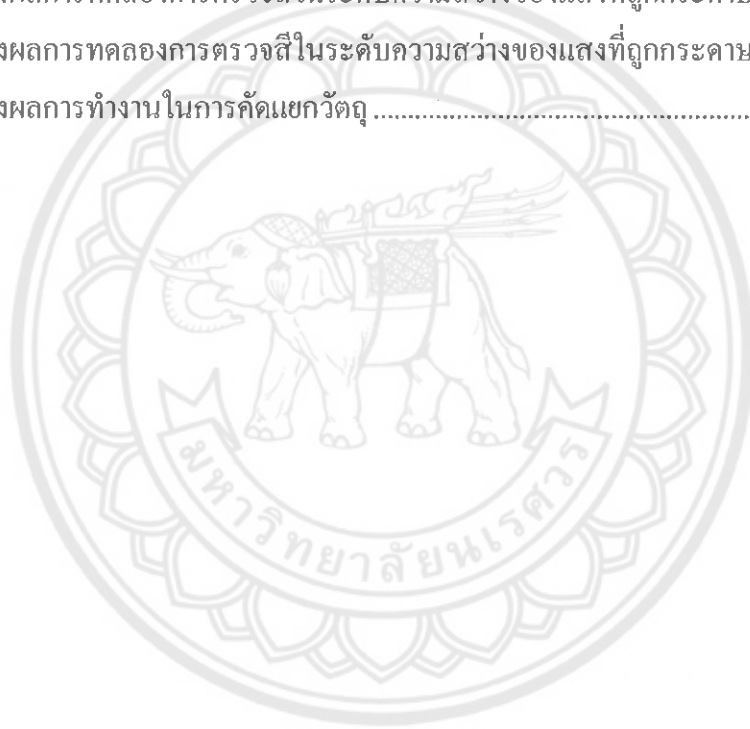 งผลการทดลองการตรวจสีในระดับความสว่างของแสงที่ถูกกระดาษ
งผลการทำงานในการคัดแยกวัตถุ ........................................................
มหาวิทยาลัยนเรศวร